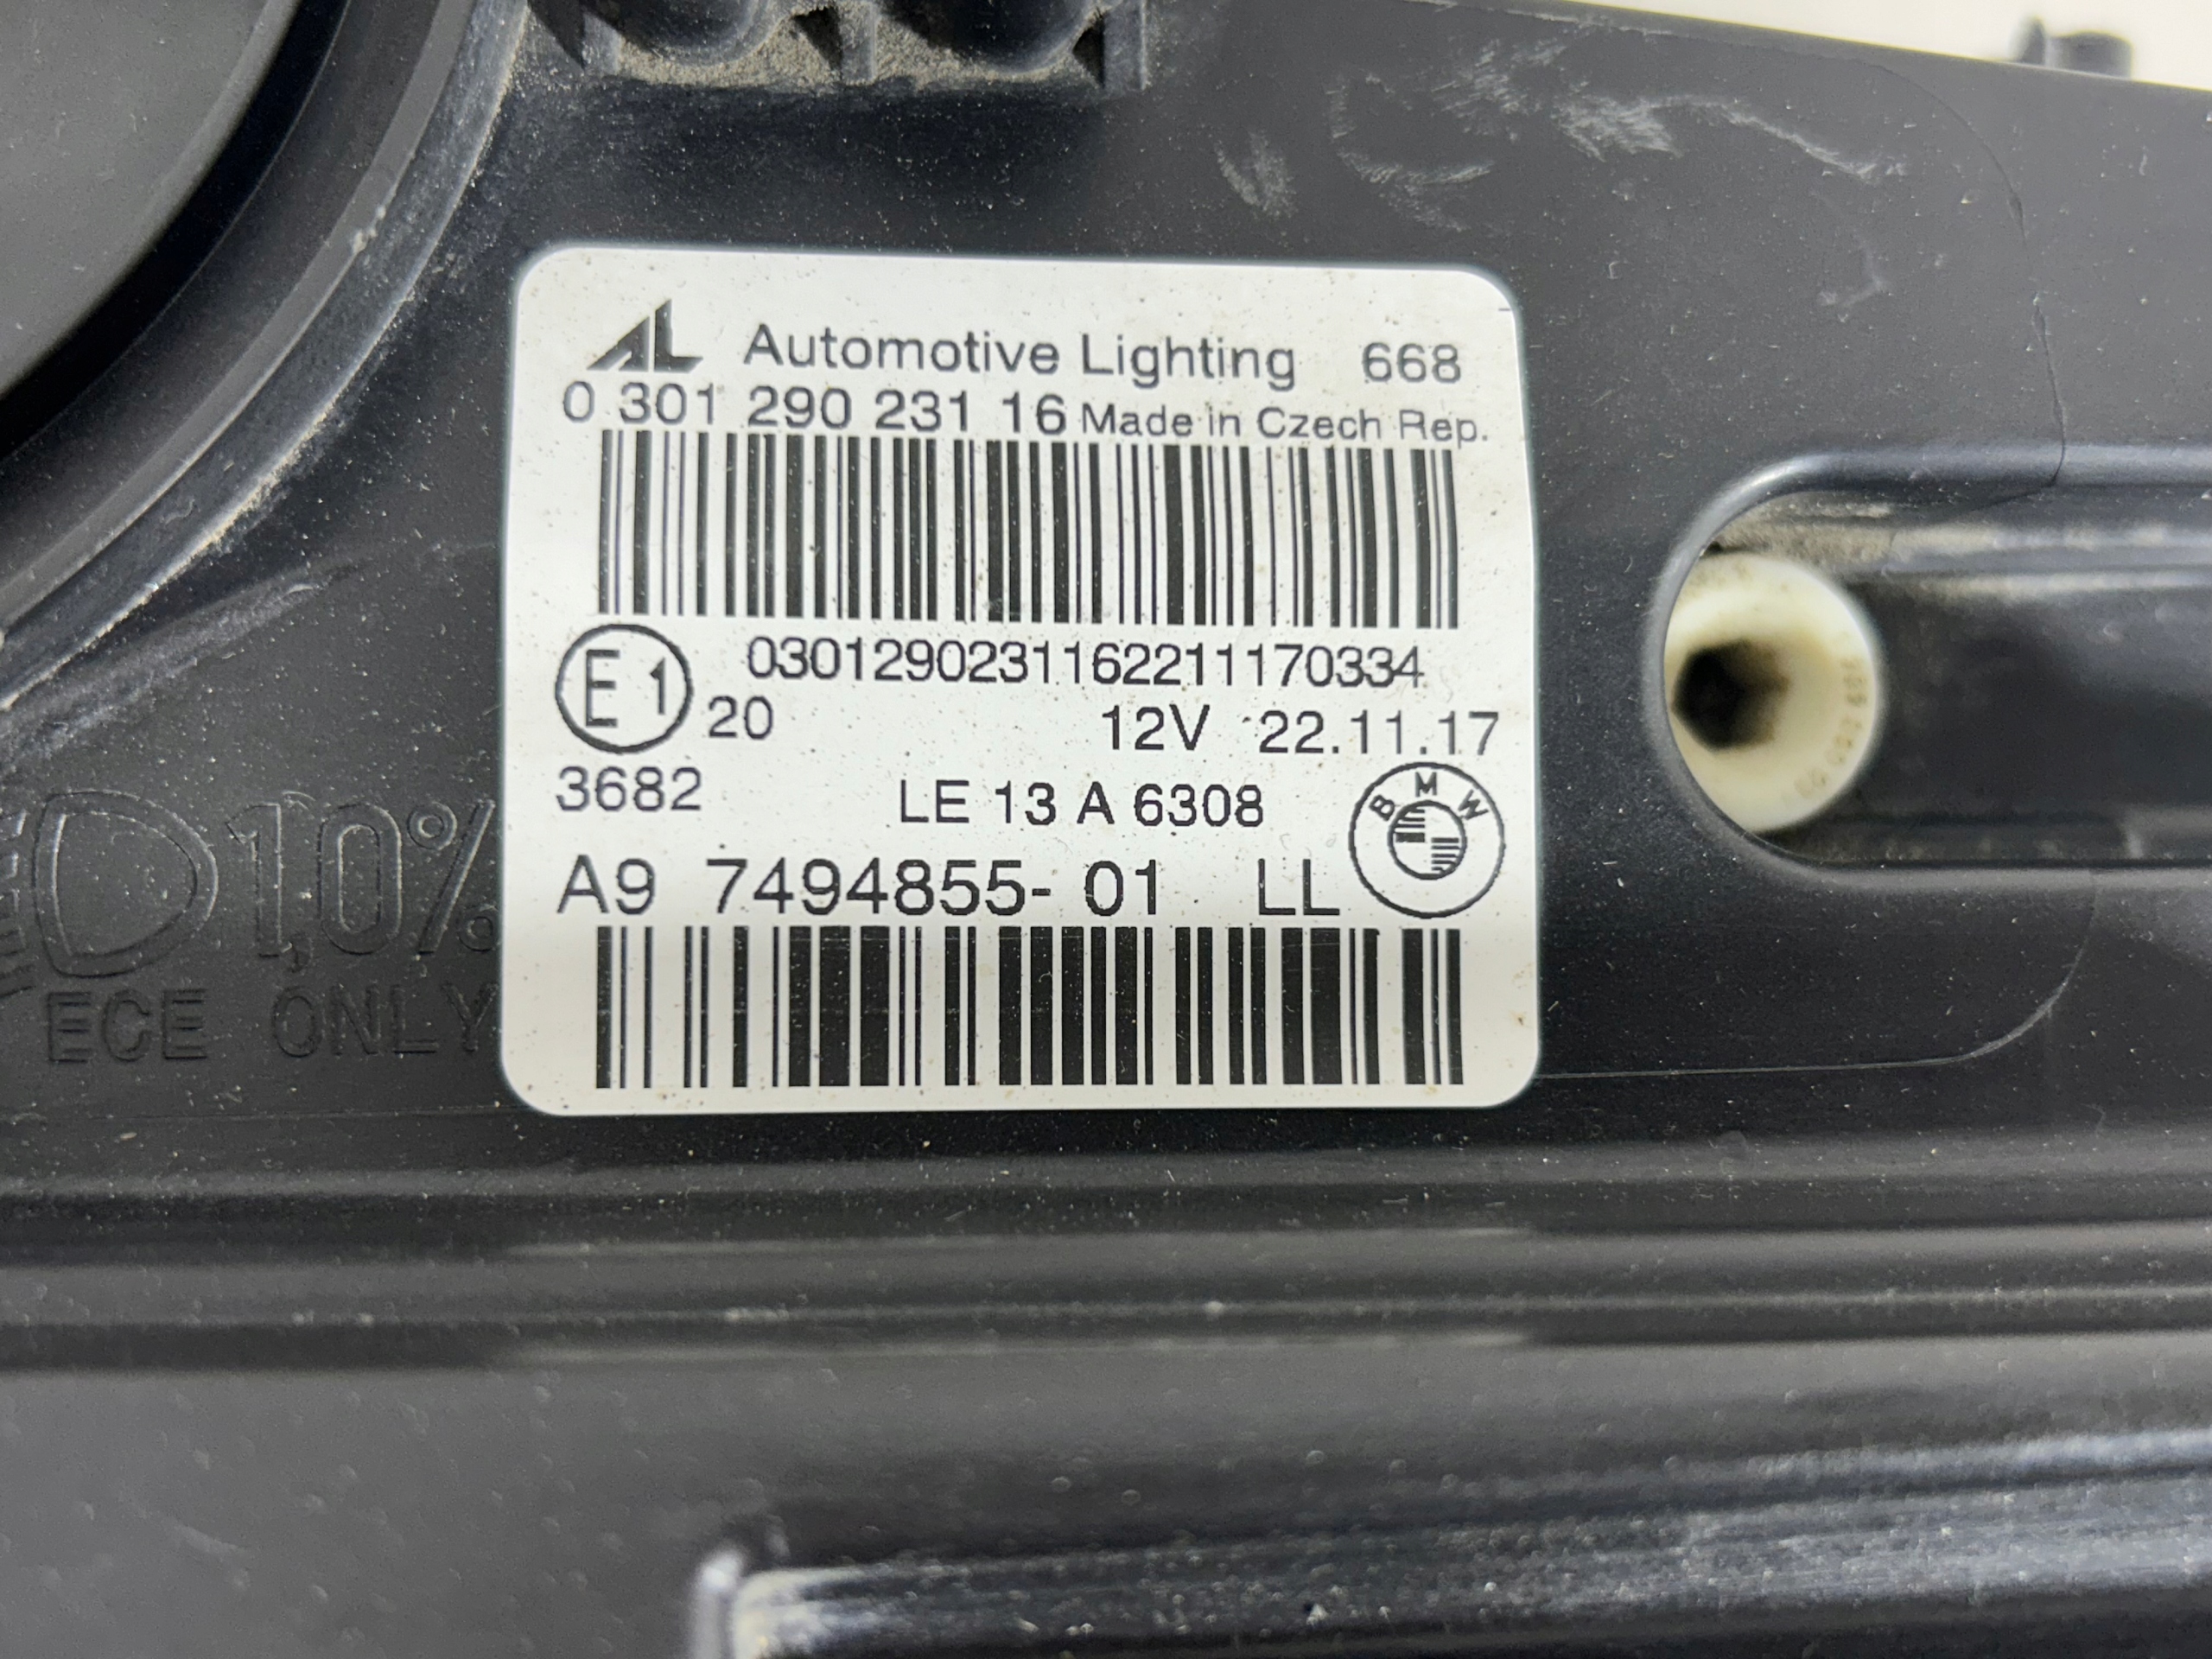 AL Automotive Lighting 668
0 301 290 231 16 Made in Czech Rep.
0301290231162211170334
E1 20 12V 22.11.17
3682 LE 13 A 6308
BMW
A9 7494855- 01 LL
1,0%
ECE ONLY